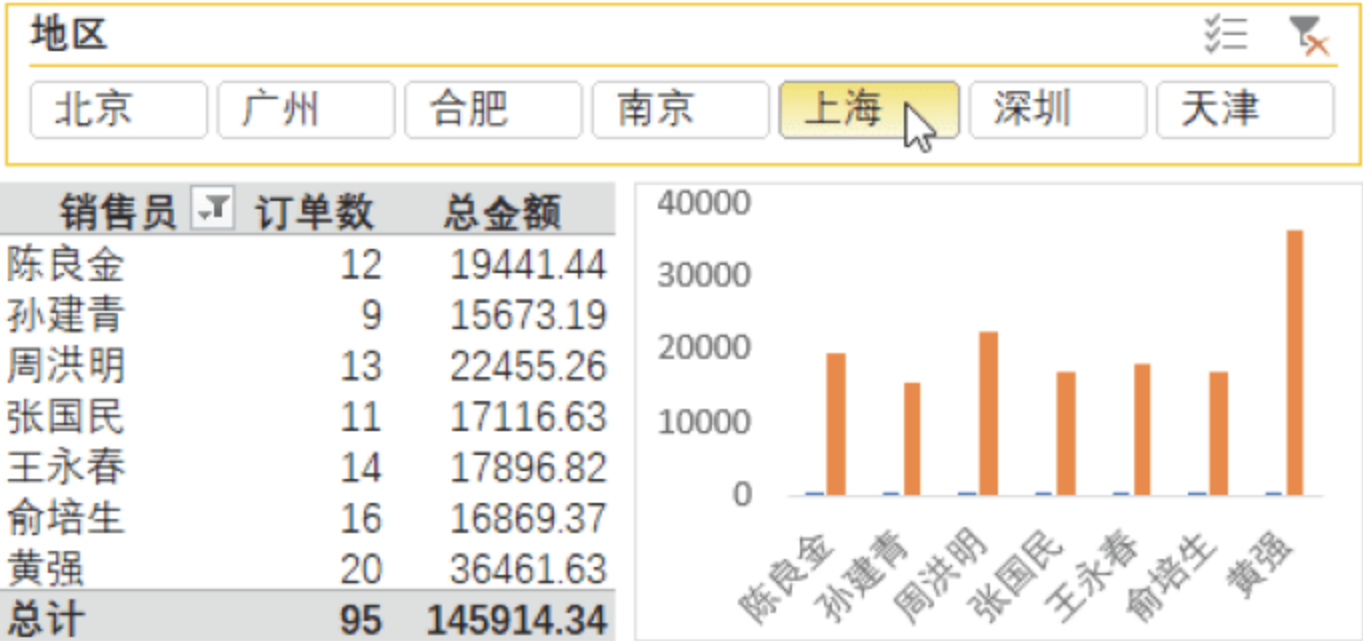 地区
北京 广州 合肥 南京 上海 深圳 天津
销售员 订单数 总金额
陈良金 12 19441.44
孙建青 9 15673.19
周洪明 13 22455.26
张国民 11 17116.63
王永春 14 17896.82
俞培生 16 16869.37
黄强 20 36461.63
总计 95 145914.34
40000
30000
20000
10000
0
陈良金 孙建青 周洪明 张国民 王永春 俞培生 黄强